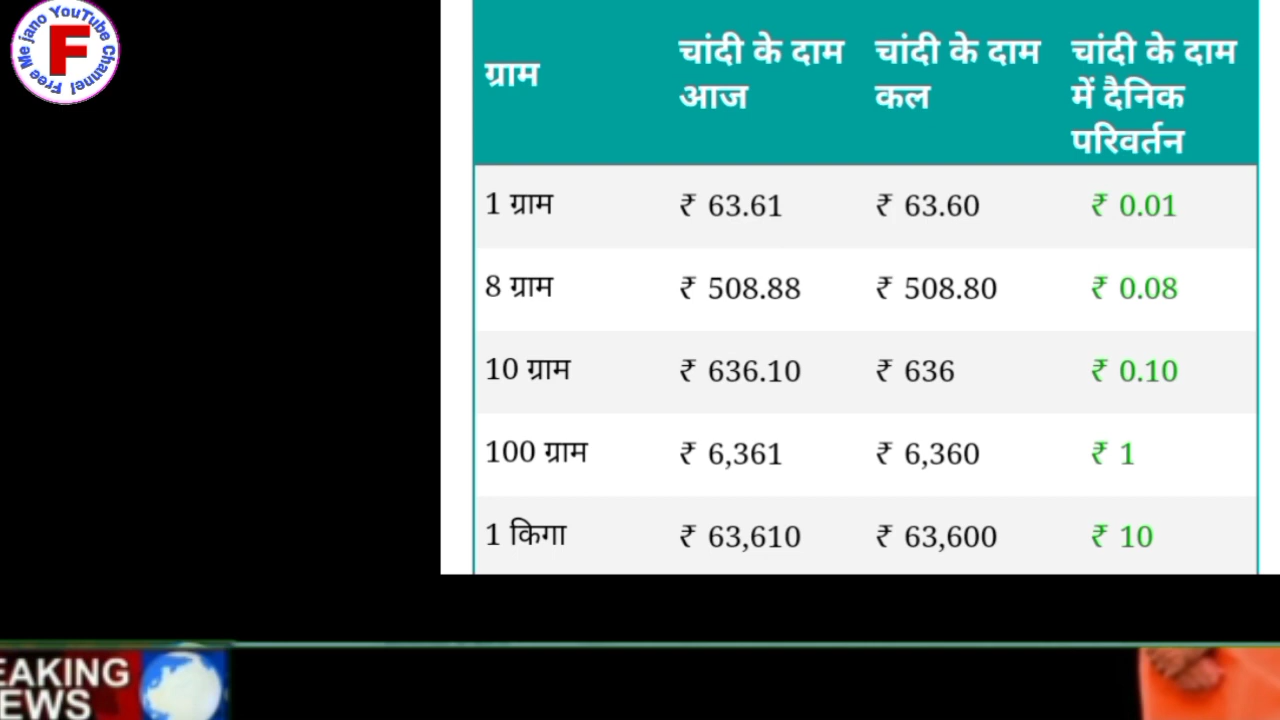 Free Me jano YouTube Channel
F
ग्राम
चांदी के दाम आज
चांदी के दाम कल
चांदी के दाम में दैनिक परिवर्तन
1 ग्राम ₹ 63.61 ₹ 63.60 ₹ 0.01
8 ग्राम ₹ 508.88 ₹ 508.80 ₹ 0.08
10 ग्राम ₹ 636.10 ₹ 636 ₹ 0.10
100 ग्राम ₹ 6,361 ₹ 6,360 ₹ 1
1 किगा ₹ 63,610 ₹ 63,600 ₹ 10
EAKING
EWS